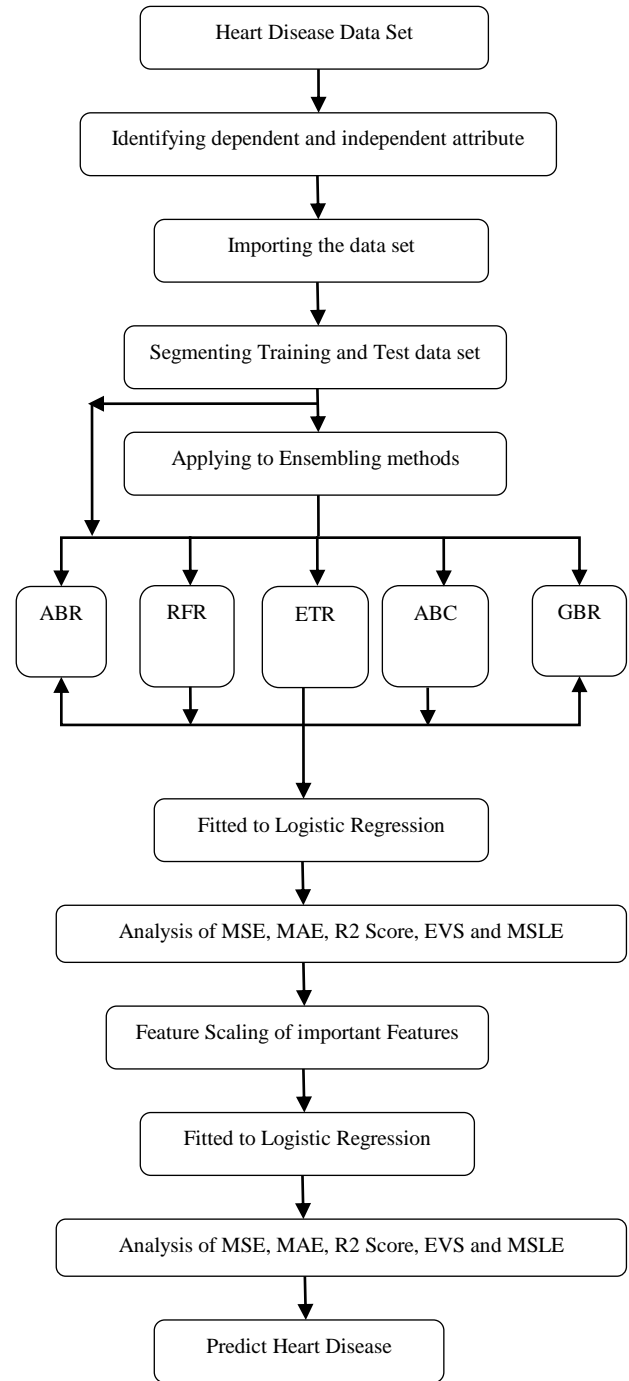 Heart Disease Data Set
Identifying dependent and independent attribute
Importing the data set
Segmenting Training and Test data set
Applying to Ensembling methods
ABR
RFR
ETR
ABC
GBR
Fitted to Logistic Regression
Analysis of MSE, MAE, R2 Score, EVS and MSLE
Feature Scaling of important Features
Fitted to Logistic Regression
Analysis of MSE, MAE, R2 Score, EVS and MSLE
Predict Heart Disease